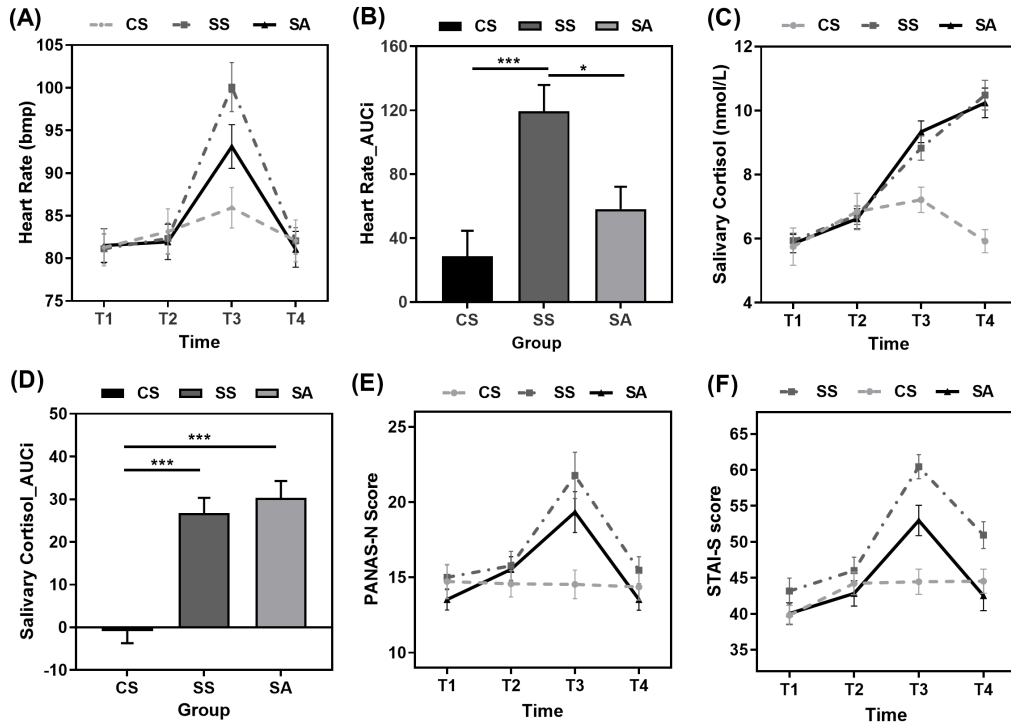 (A)
CS SS SA
Heart Rate (bmp)
105
100
95
90
85
80
75
T1 T2 T3 T4
Time
(B)
CS SS SA
Heart Rate_AUCi
160
120
80
40
0
*** *
CS SS SA
Group
(C)
CS SS SA
Salivary Cortisol (nmol/L)
12
10
8
6
4
T1 T2 T3 T4
Time
(D)
CS SS SA
Salivary Cortisol_AUCi
50
40
30
20
10
0
-10
***
***
CS SS SA
Group
(E)
CS SS SA
PANAS-N Score
25
20
15
10
T1 T2 T3 T4
Time
(F)
SS CS SA
STAI-S score
65
60
55
50
45
40
35
T1 T2 T3 T4
Time